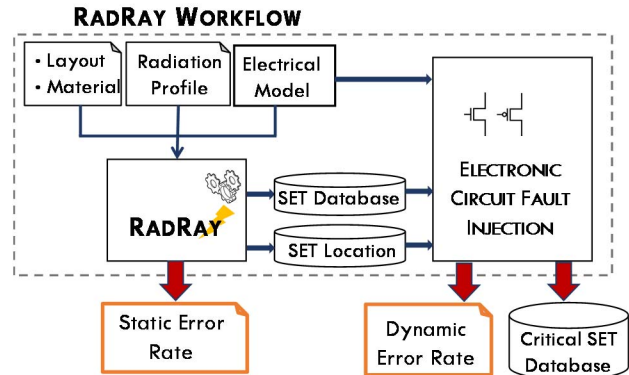 RADRAY WORKFLOW
• Layout
• Material
Radiation
Profile
Electrical
Model
RADRAY
SET Database
SET Location
ELECTRONIC
CIRCUIT FAULT
INJECTION
Static Error
Rate
Dynamic
Error Rate
Critical SET
Database